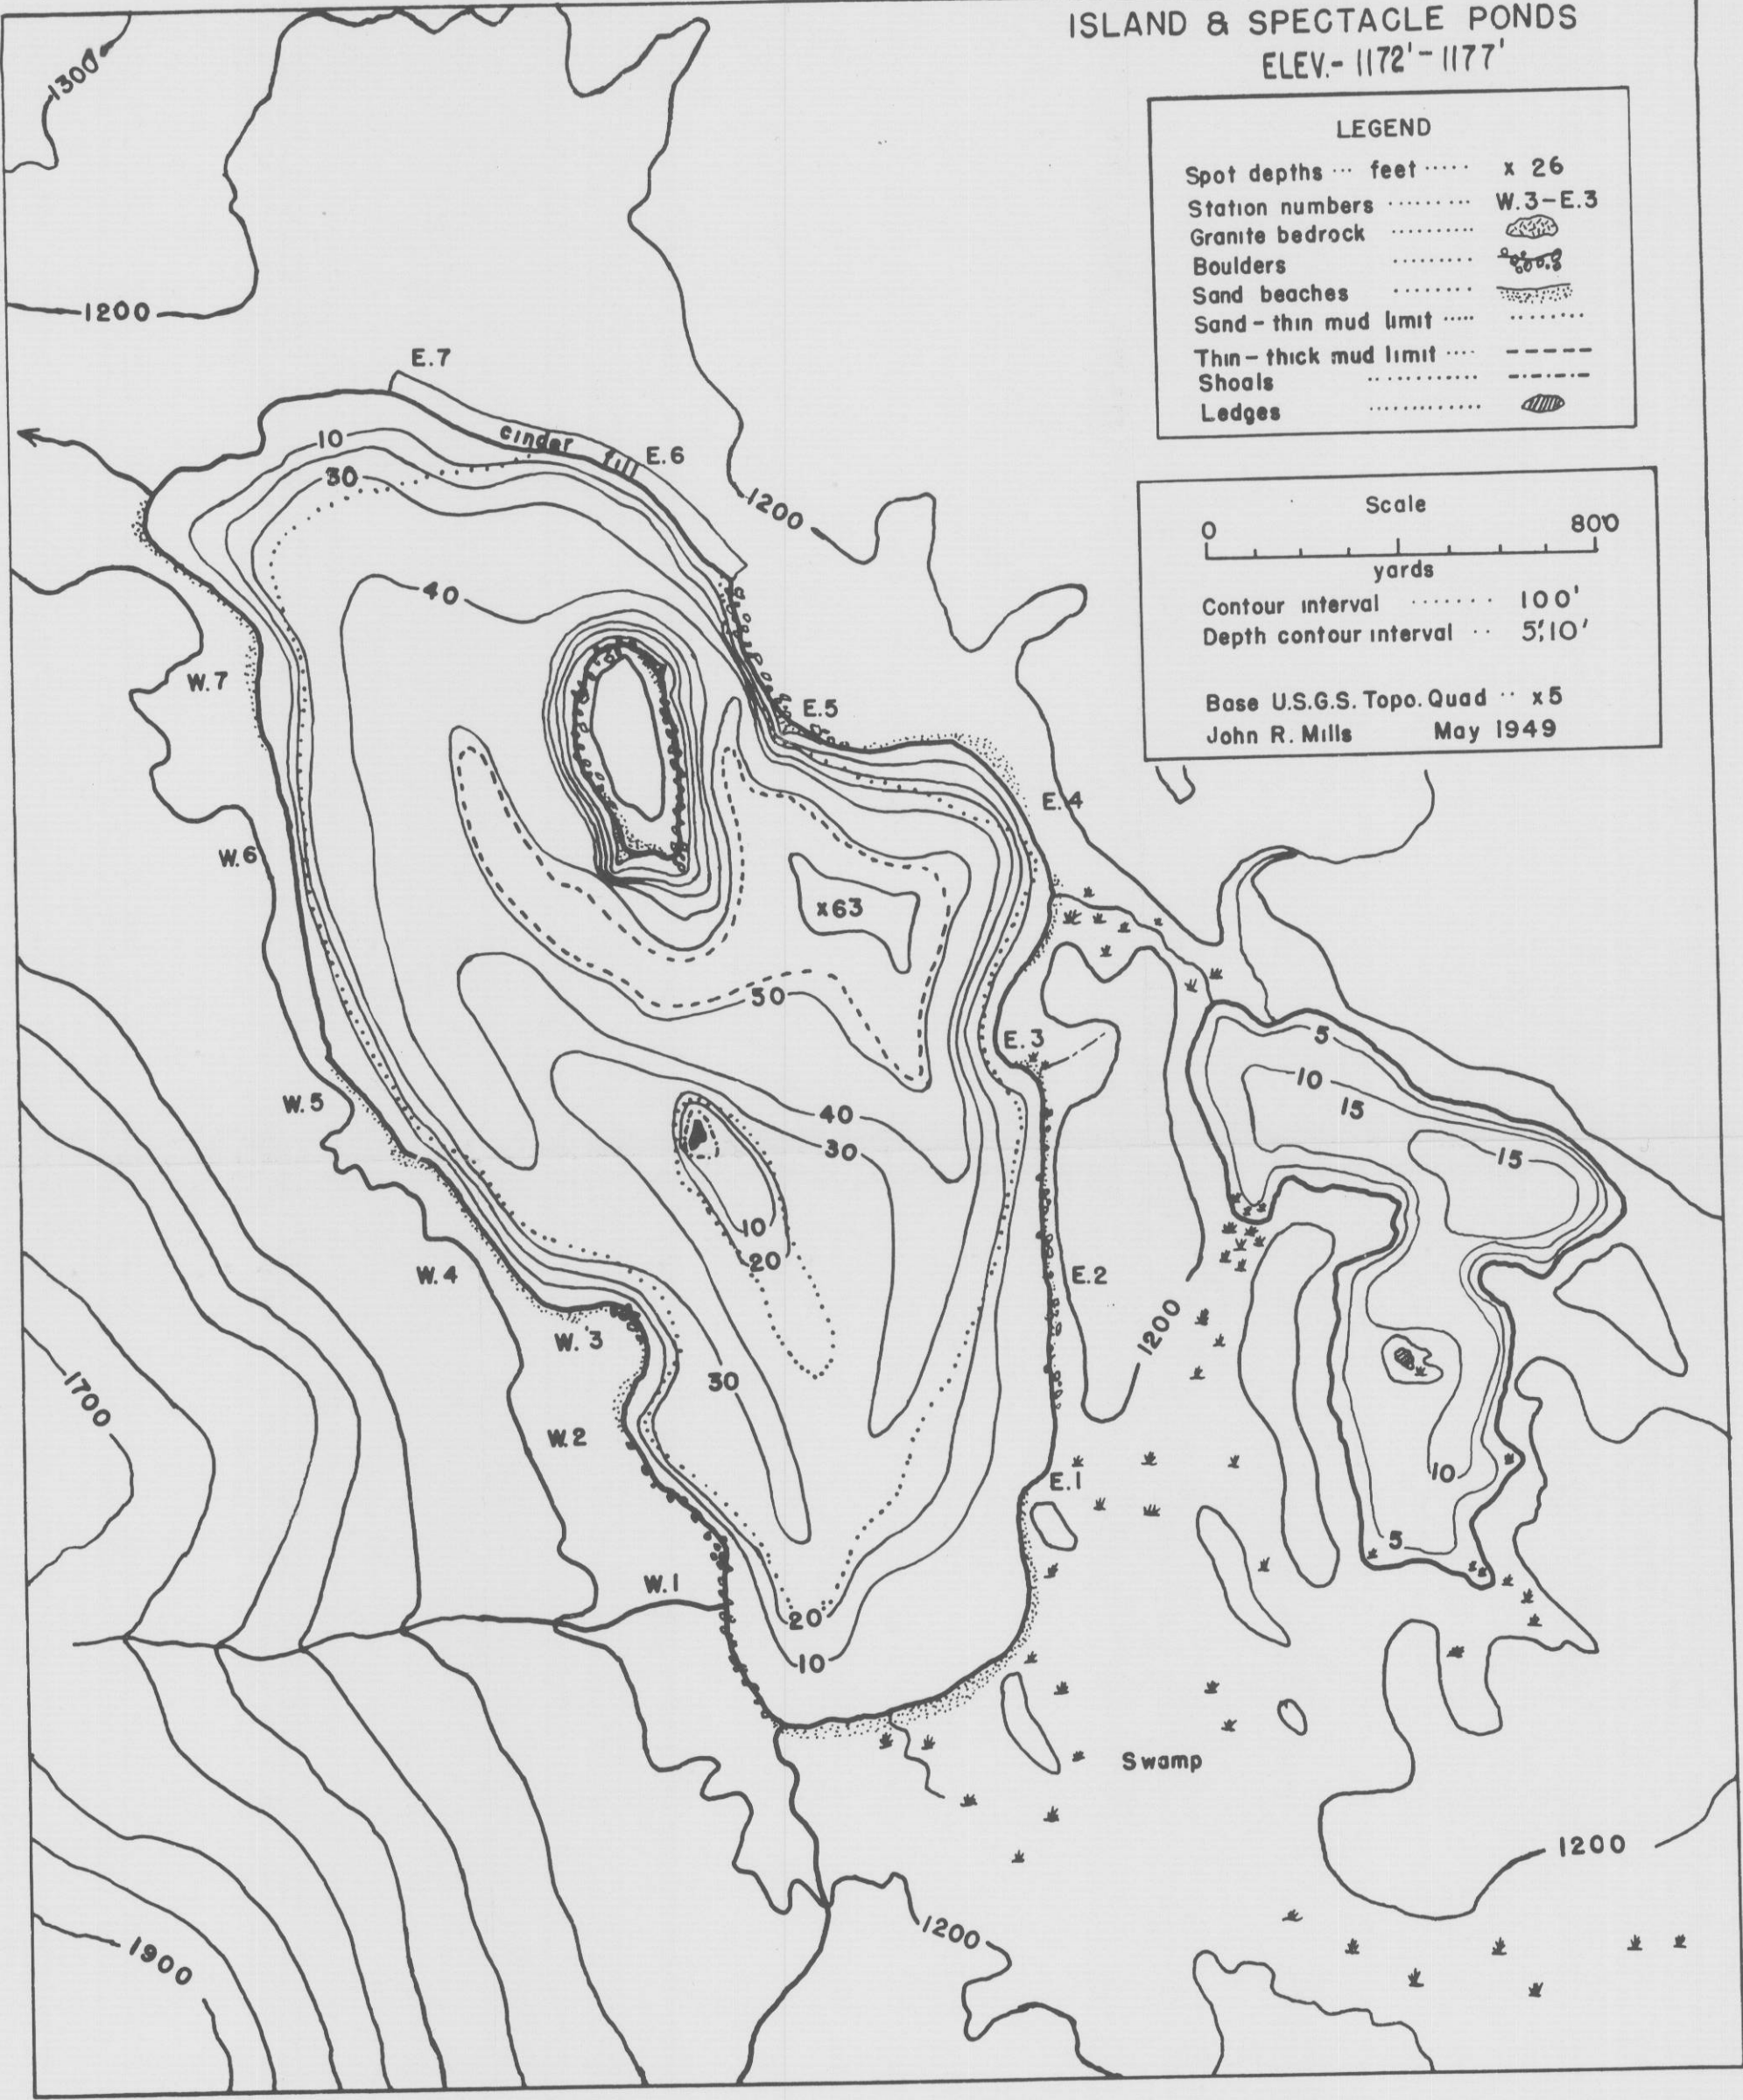 ISLAND & SPECTACLE PONDS
ELEV.- 1172'-1177'
LEGEND
Spot depths ... feet ..... x 26
Station numbers ......... W.3-E.3
Granite bedrock ..........
Boulders .........
Sand beaches ........
Sand-thin mud limit .....
Thin-thick mud limit ....
Shoals ............
Ledges .............
Scale
0 800
yards
Contour interval ....... 100'
Depth contour interval .. 5',10'
Base U.S.G.S. Topo. Quad .. x5
John R. Mills May 1949
1300
1200
E.7
cinder fill
E.6
10
30
1200
40
W.7
E.5
E.4
W.6
x63
50
E.3
5
10
15
W.5
40
30
15
10
20
W.4
E.2
1200
W.3
1700
30
W.2
10
E.1
5
W.1
20
10
Swamp
1200
1200
1900